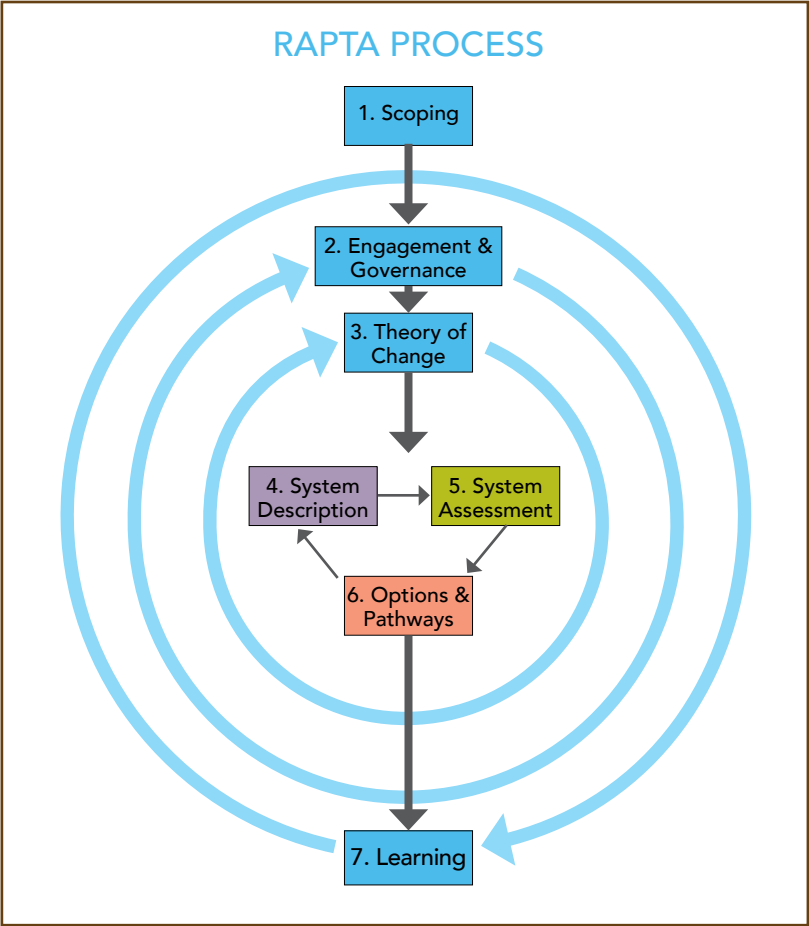 RAPTA PROCESS
1. Scoping
2. Engagement &
Governance
3. Theory of
Change
4. System
Description
5. System
Assessment
6. Options &
Pathways
7. Learning